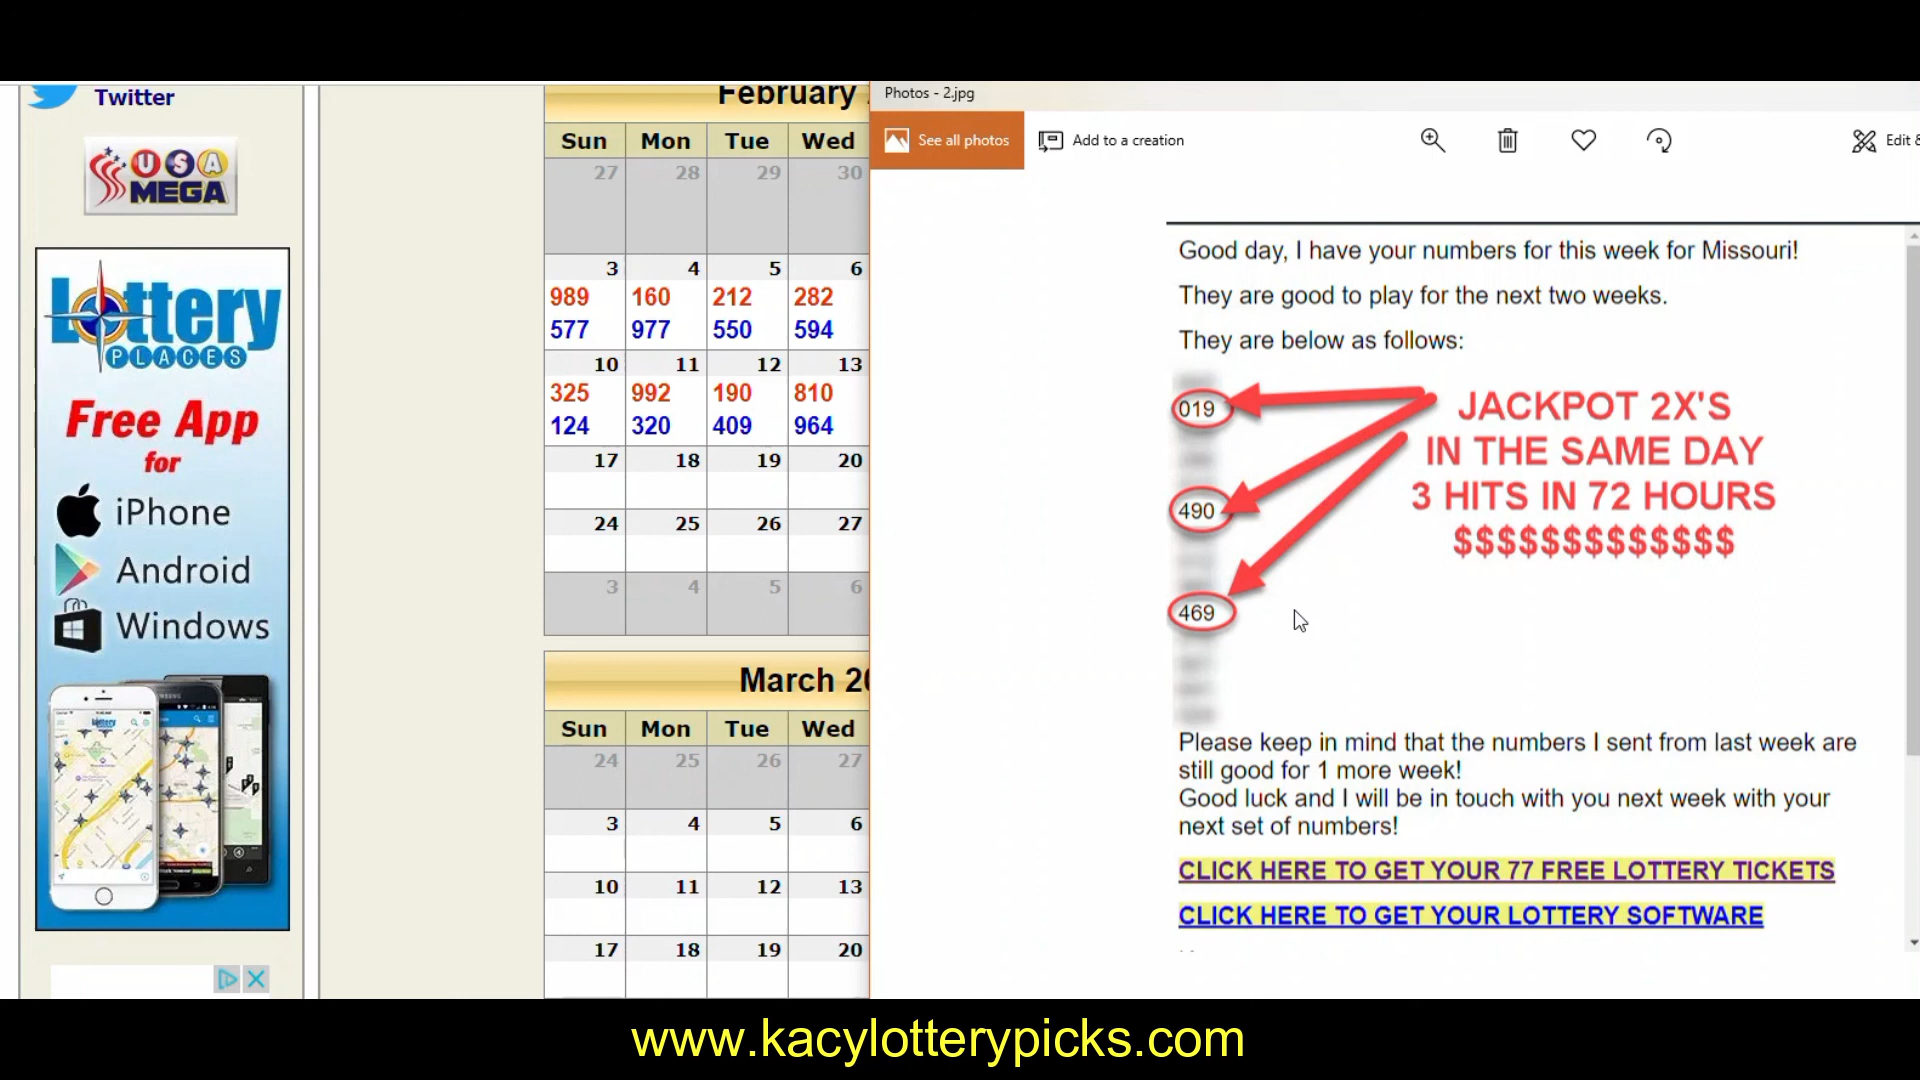 Twitter
USA
MEGA
Lottery
PLACES
Free App
for
iPhone
Android
Windows
February
Sun Mon Tue Wed
27 28 29 30
3 4 5 6
989 160 212 282
577 977 550 594
10 11 12 13
325 992 190 810
124 320 409 964
17 18 19 20
24 25 26 27
3 4 5 6
March 20
Sun Mon Tue Wed
24 25 26 27
3 4 5 6
10 11 12 13
17 18 19 20
Photos - 2.jpg
See all photos
Add to a creation
Edit &
Good day, I have your numbers for this week for Missouri!
They are good to play for the next two weeks.
They are below as follows:
019
490
469
JACKPOT 2X'S
IN THE SAME DAY
3 HITS IN 72 HOURS
$$$$$$$$$$$$$
Please keep in mind that the numbers I sent from last week are
still good for 1 more week!
Good luck and I will be in touch with you next week with your
next set of numbers!
CLICK HERE TO GET YOUR 77 FREE LOTTERY TICKETS
CLICK HERE TO GET YOUR LOTTERY SOFTWARE
www.kacylotterypicks.com